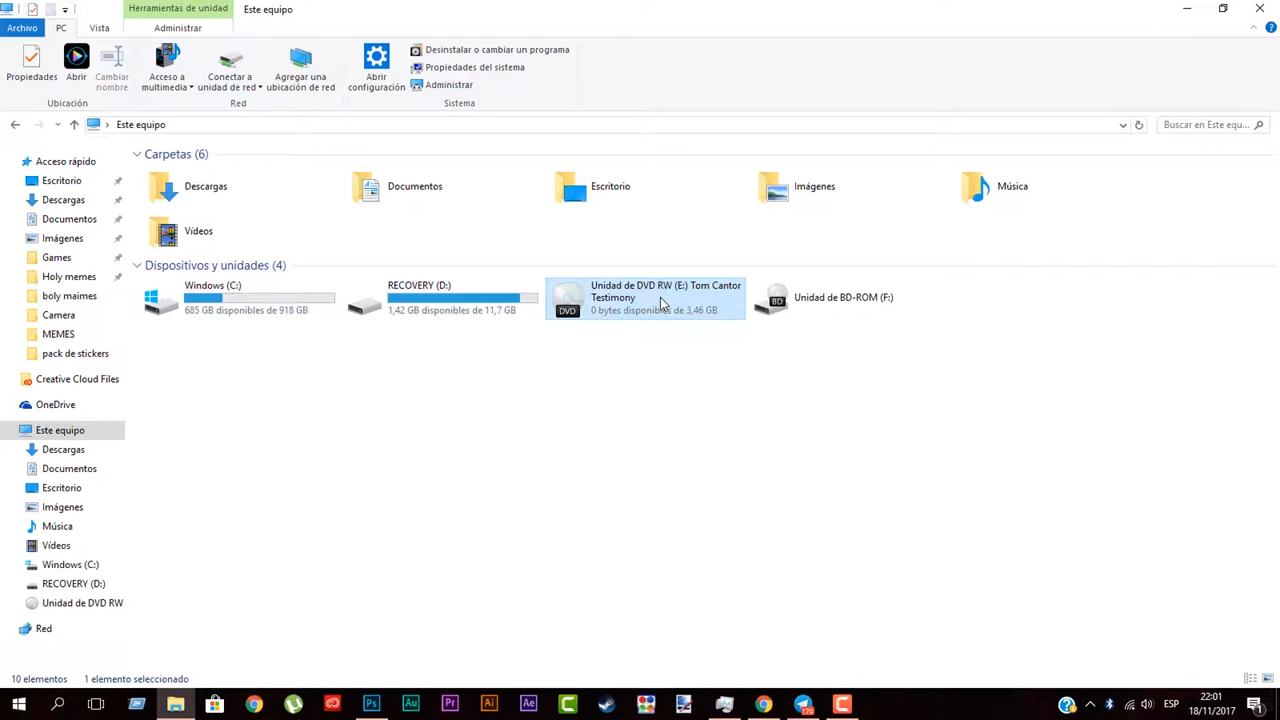 Herramientas de unidad
Este equipo
Archivo
PC
Vista
Administrar
Propiedades
Abrir
Cambiar nombre
Ubicación
Acceso a multimedia
Conectar a unidad de red
Agregar una ubicación de red
Red
Abrir configuración
Desinstalar o cambiar un programa
Propiedades del sistema
Administrar
Sistema
Este equipo
Buscar en Este equ...
Acceso rápido
Escritorio
Descargas
Documentos
Imágenes
Games
Holy memes
boly maimes
Camera
MEMES
pack de stickers
Creative Cloud Files
OneDrive
Este equipo
Descargas
Documentos
Escritorio
Imágenes
Música
Vídeos
Windows (C:)
RECOVERY (D:)
Unidad de DVD RW
Red
Carpetas (6)
Descargas
Documentos
Escritorio
Imágenes
Música
Vídeos
Dispositivos y unidades (4)
Windows (C:)
685 GB disponibles de 918 GB
RECOVERY (D:)
1,42 GB disponibles de 11,7 GB
Unidad de DVD RW (E:) Tom Cantor
Testimony
0 bytes disponibles de 3,46 GB
DVD
Unidad de BD-ROM (F:)
BD
10 elementos
1 elemento seleccionado
Ps
Au
Pr
Ai
Ae
ESP
22:01
18/11/2017